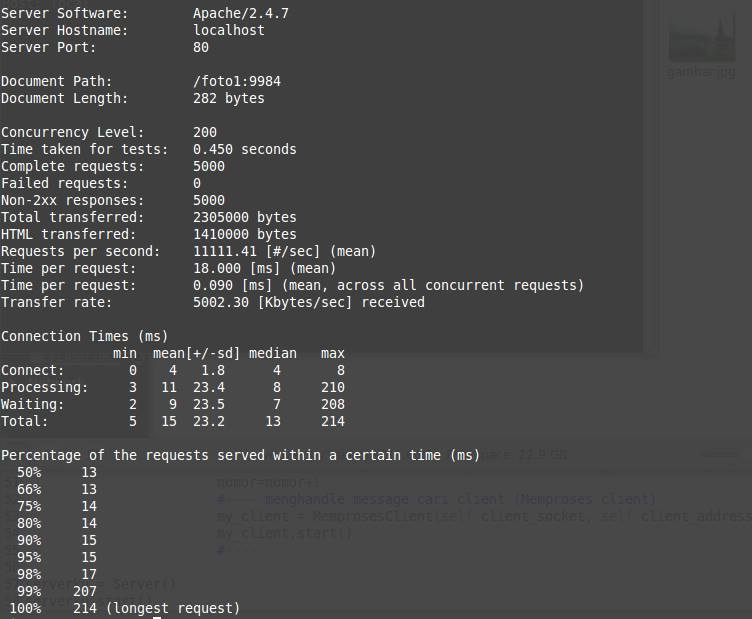 Server Software:        Apache/2.4.7
Server Hostname:        localhost
Server Port:            80

Document Path:          /foto1:9984
Document Length:        282 bytes

Concurrency Level:      200
Time taken for tests:   0.450 seconds
Complete requests:      5000
Failed requests:        0
Non-2xx responses:      5000
Total transferred:      2305000 bytes
HTML transferred:       1410000 bytes
Requests per second:    11111.41 [#/sec] (mean)
Time per request:       18.000 [ms] (mean)
Time per request:       0.090 [ms] (mean, across all concurrent requests)
Transfer rate:          5002.30 [Kbytes/sec] received

Connection Times (ms)
              min  mean[+/-sd] median   max
Connect:        0    4   1.8      4       8
Processing:     3   11  23.4      8     210
Waiting:        2    9  23.5      7     208
Total:          5   15  23.2     13     214

Percentage of the requests served within a certain time (ms)
  50%     13
  66%     13
  75%     14
  80%     14
  90%     15
  95%     15
  98%     17
  99%    207
 100%    214 (longest request)
gambar.jpg
22.9 GB
nomor=nomor+1
#---- menghandle message cari client (Memproses client)
my_client = MemprosesClient(self.client_socket, self.client_address
my_client.start()
#----
Server()